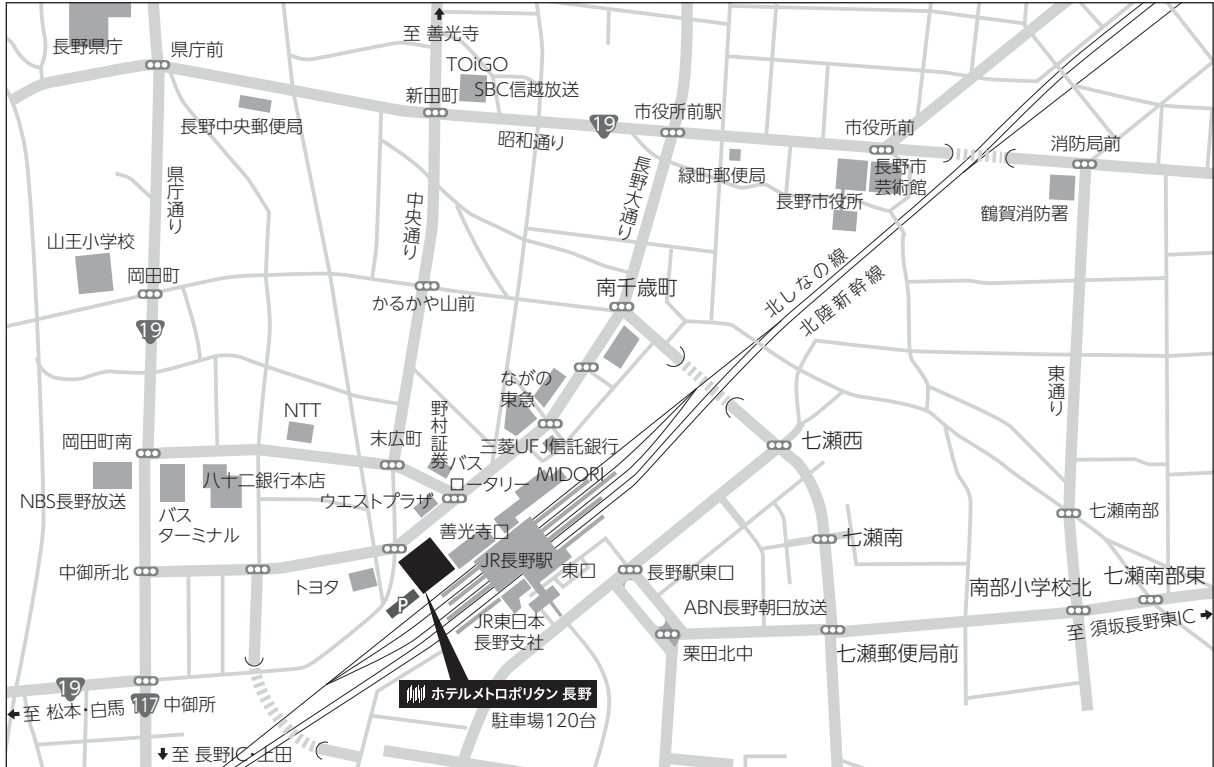 至 善光寺
長野県庁
県庁前
TOiGO
SBC信越放送
新田町
長野中央郵便局
昭和通り
19
市役所前駅
市役所前
消防局前
緑町郵便局
長野市
芸術館
長野市役所
鶴賀消防署
県庁通り
中央通り
長野大通り
山王小学校
岡田町
かるかや山前
南千歳町
北しなの線
北陸新幹線
19
東通り
ながの
東急
NTT
末広町
野村証券
三菱UFJ信託銀行
七瀬西
岡田町南
バス
ロータリー
MIDORI
八十二銀行本店
NBS長野放送
バス
ターミナル
ウエストプラザ
善光寺口
七瀬南部
JR長野駅
七瀬南
中御所北
トヨタ
東口
長野駅東口
P
JR東日本
長野支社
ABN長野朝日放送
南部小学校北
七瀬南部東
至 須坂長野東IC
栗田北中
七瀬郵便局前
19
至 松本・白馬
117
中御所
ホテルメトロポリタン 長野
駐車場120台
至 長野IC・上田